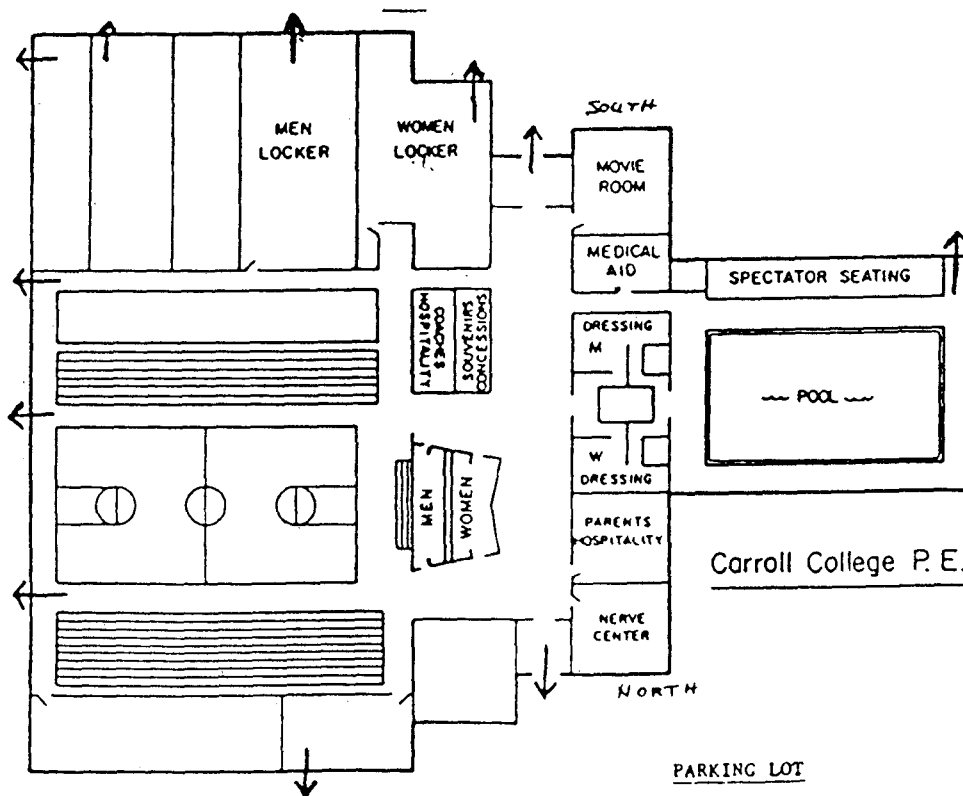 SOUTH
MEN
LOCKER
WOMEN
LOCKER
MOVIE
ROOM
MEDICAL
AID
SPECTATOR SEATING
COACHES
HOSPITALITY
SOUVENIRS
CONCESSIONS
DRESSING
M
POOL
W
DRESSING
MEN
WOMEN
PARENTS
HOSPITALITY
Carroll College P. E.
NERVE
CENTER
NORTH
PARKING LOT